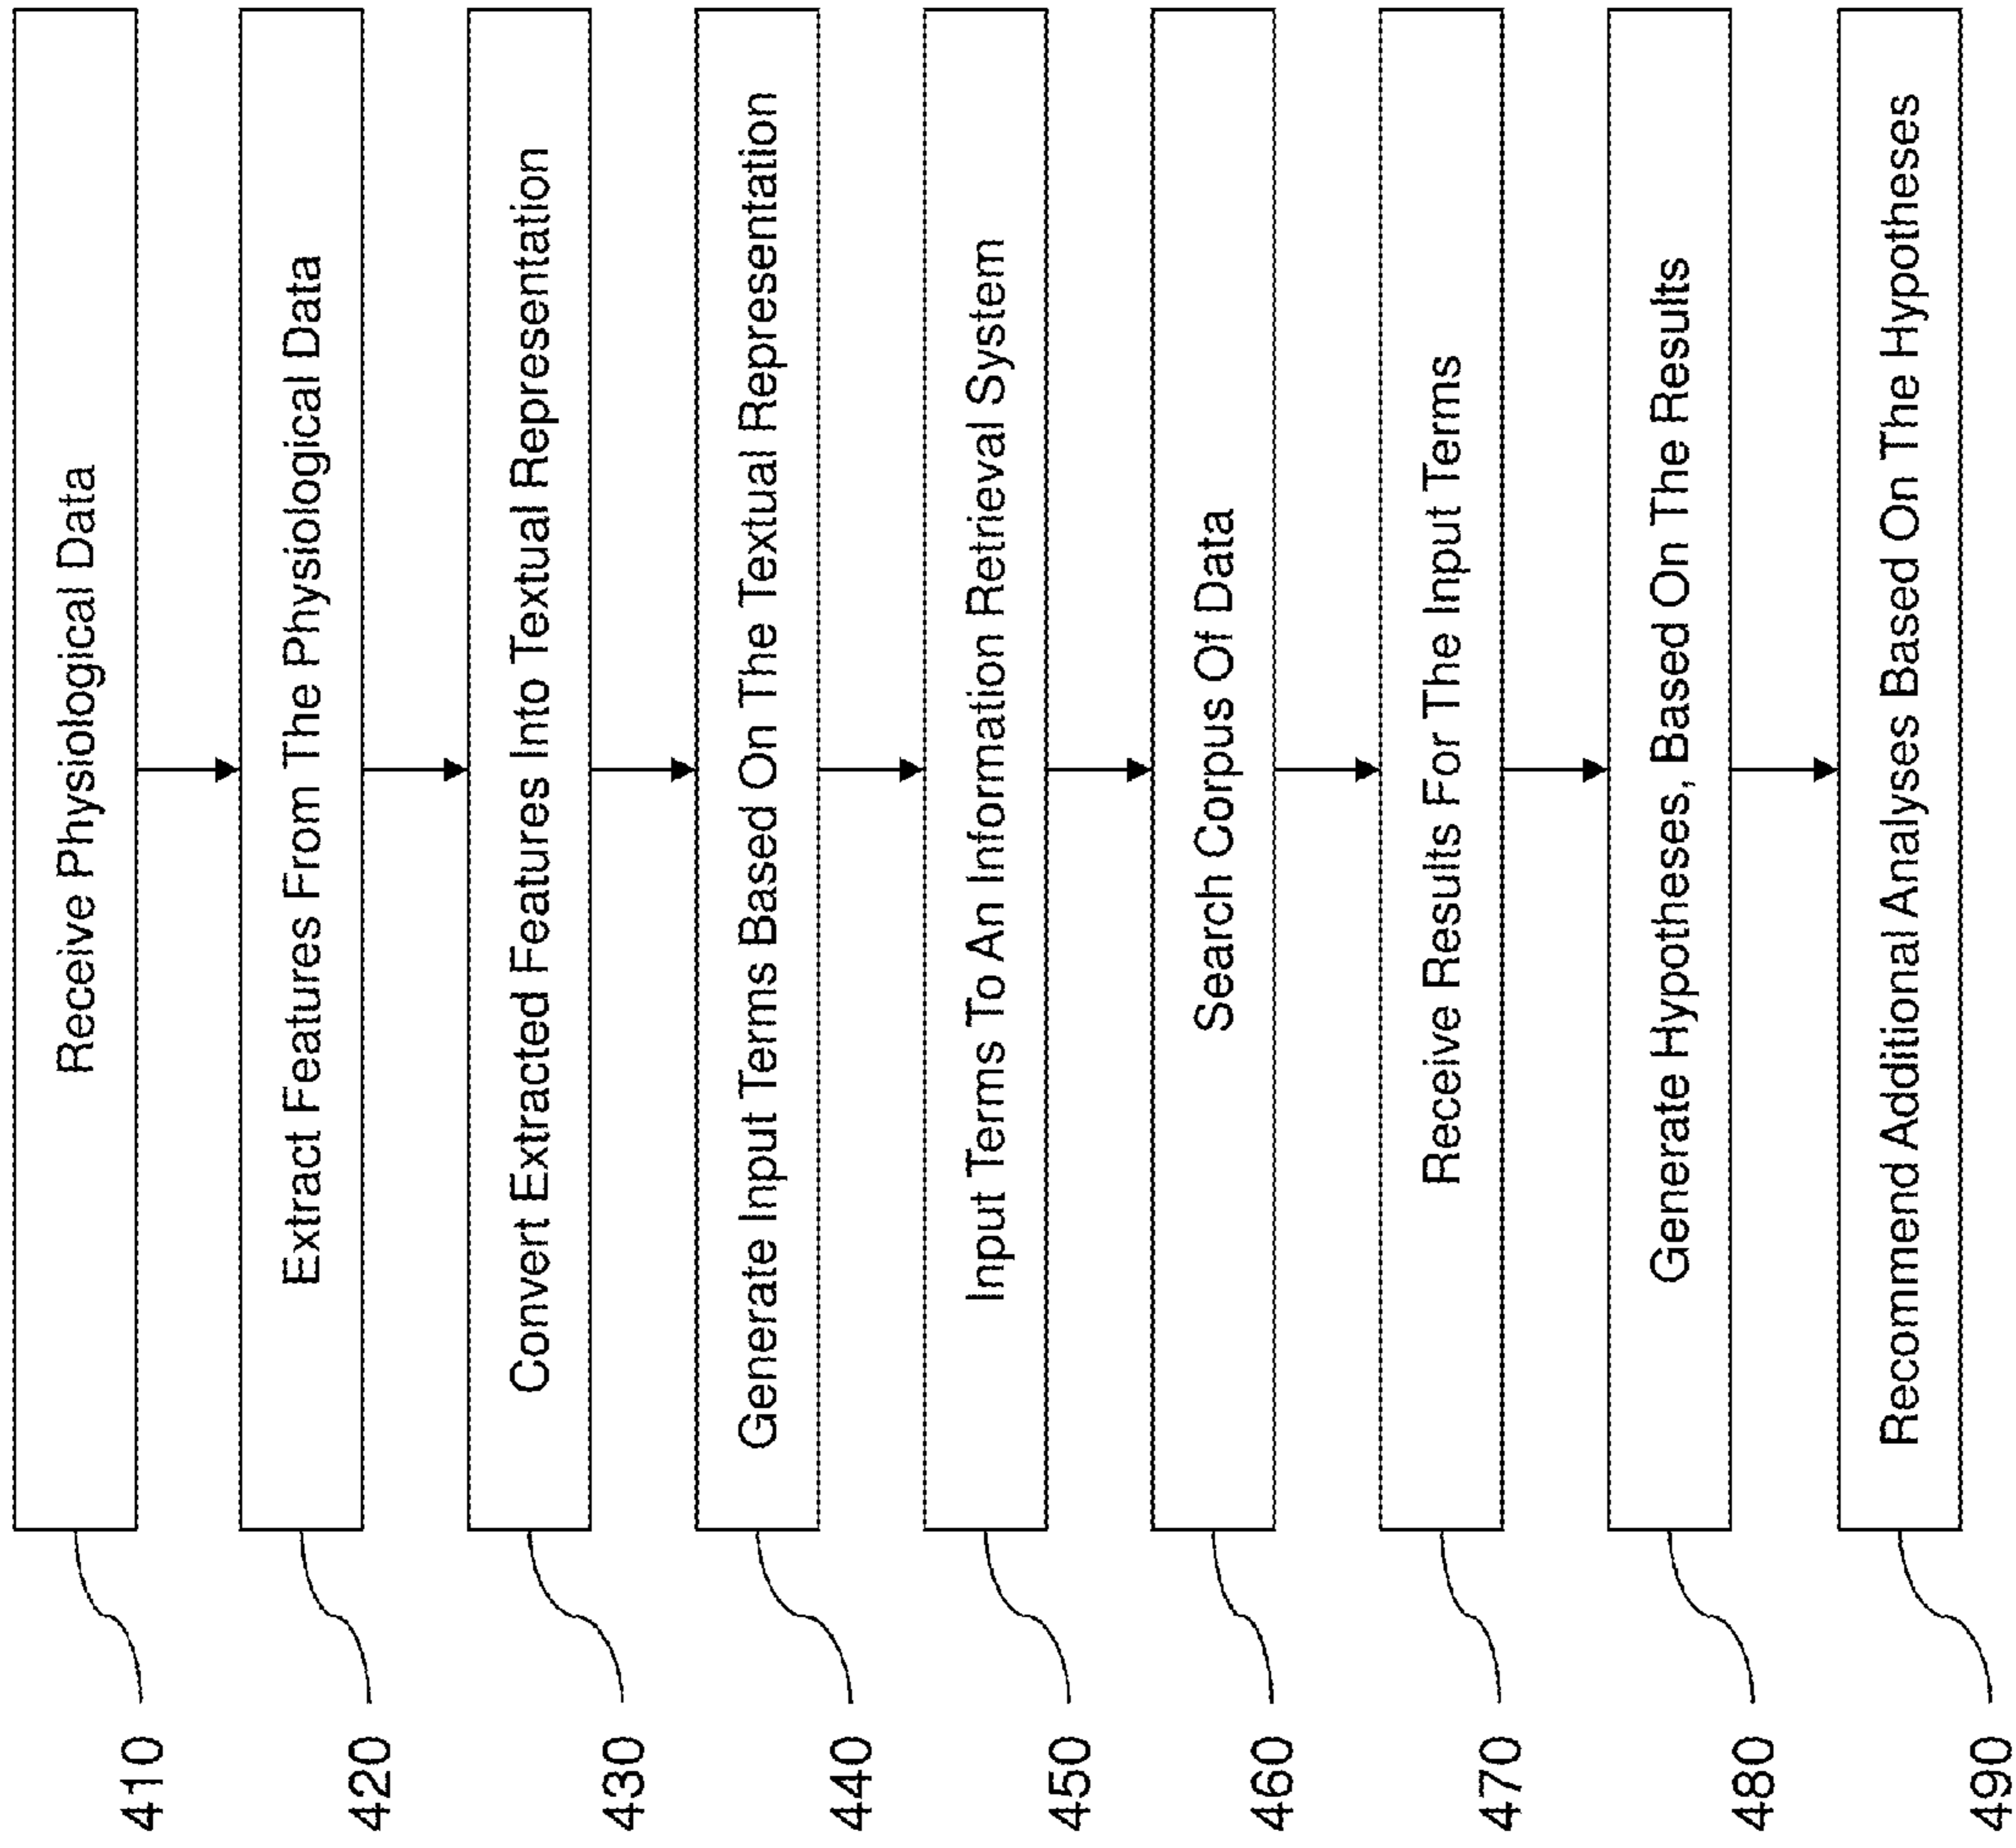 410
Receive Physiological Data
420
Extract Features From The Physiological Data
430
Convert Extracted Features Into Textual Representation
440
Generate Input Terms Based On The Textual Representation
450
Input Terms To An Information Retrieval System
460
Search Corpus Of Data
470
Receive Results For The Input Terms
480
Generate Hypotheses, Based On The Results
490
Recommend Additional Analyses Based On The Hypotheses